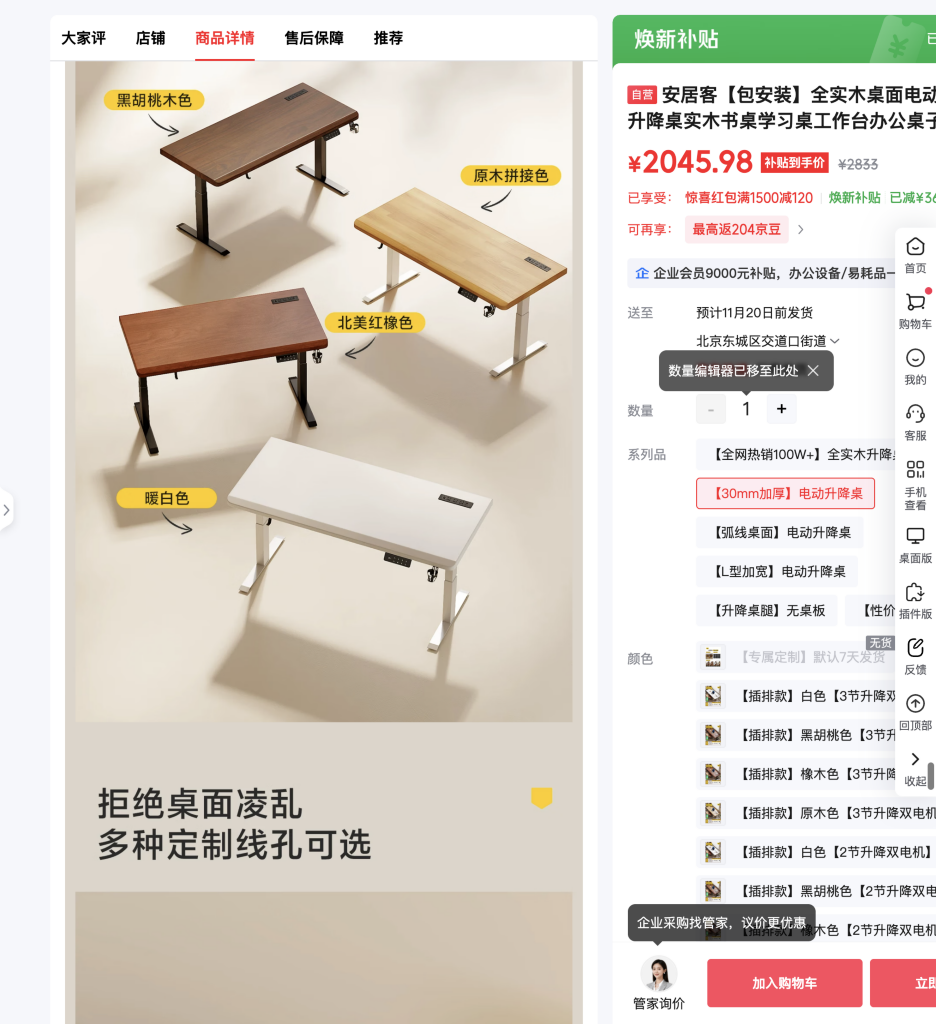 大家评 店铺 商品详情 售后保障 推荐
黑胡桃木色
原木拼接色
北美红橡色
暖白色
拒绝桌面凌乱
多种定制线孔可选
焕新补贴 已
自营 安居客【包安装】全实木桌面电动
升降桌实木书桌学习桌工作台办公桌子
¥2045.98 补贴到手价 ¥2833
已享受： 惊喜红包满1500减120 焕新补贴 已减¥36
可再享： 最高返204京豆
企业会员9000元补贴，办公设备/易耗品一
送至 预计11月20日前发货
北京东城区交道口街道
数量编辑器已移至此处
数量 - 1 +
系列品 【全网热销100W+】全实木升降
【30mm加厚】电动升降桌
【弧线桌面】电动升降桌
【L型加宽】电动升降桌
【升降桌腿】无桌板 【性价
无货
颜色 【专属定制】默认7天发货
【插排款】白色【3节升降双
【插排款】黑胡桃色【3节升
【插排款】橡木色【3节升降
【插排款】原木色【3节升降双电机
【插排款】白色【2节升降双电机】
【插排款】黑胡桃色【2节升降双电
木色【2节升降双电机
企业采购找管家，议价更优惠
管家询价
加入购物车 立即
首页
购物车
我的
客服
手机
查看
桌面版
插件版
反馈
回顶部
收起